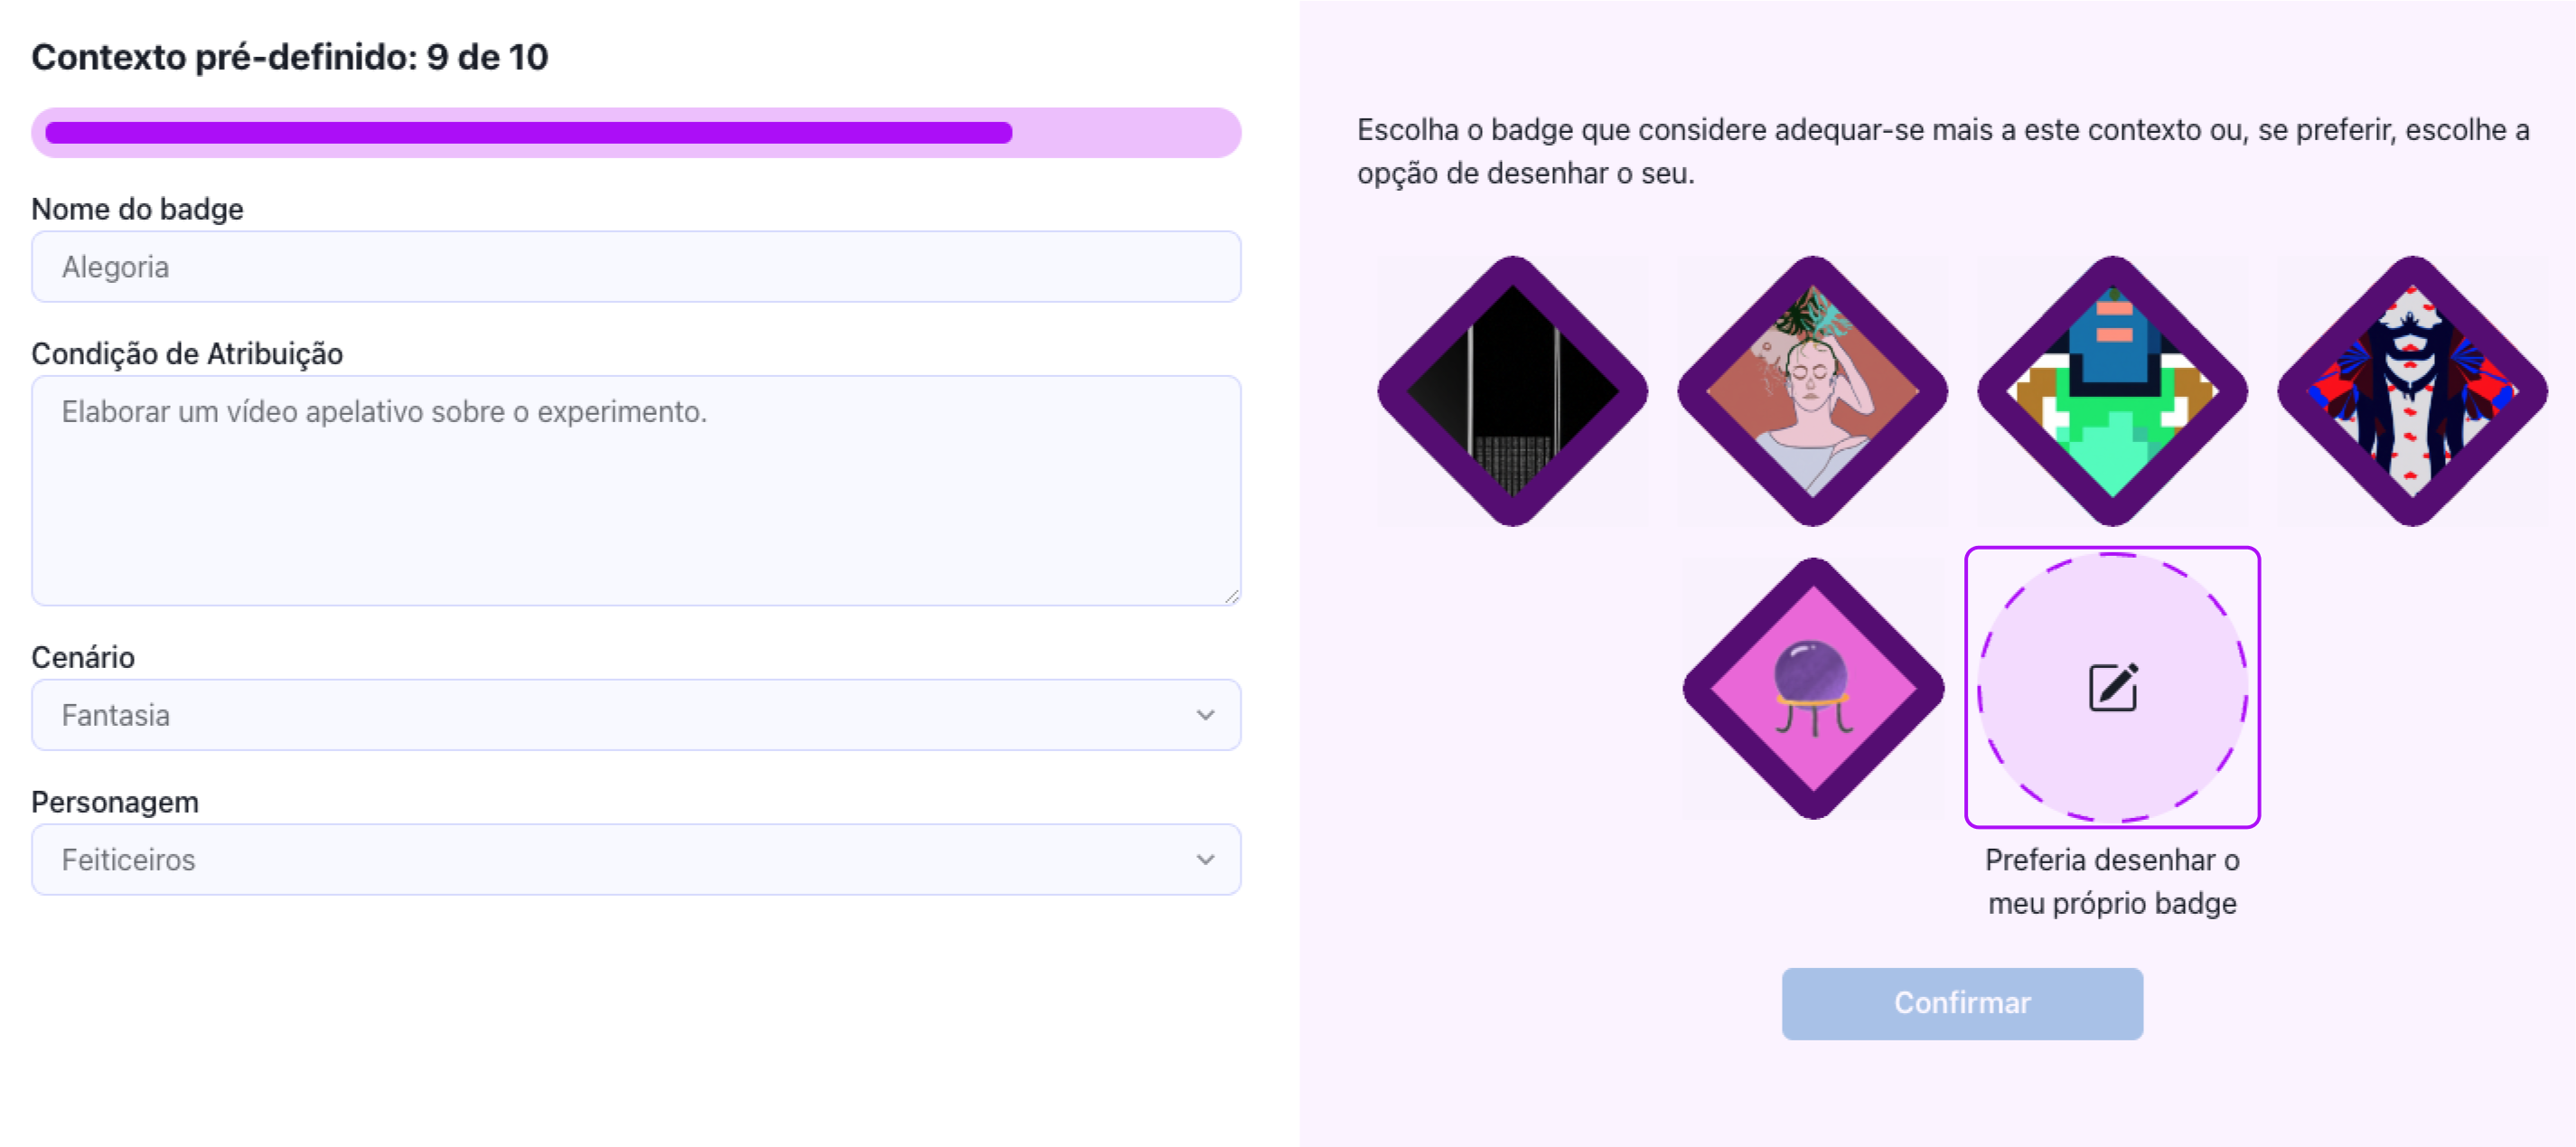 Contexto pré-definido: 9 de 10
Nome do badge
Alegoria
Condição de Atribuição
Elaborar um vídeo apelativo sobre o experimento.
Cenário
Fantasia
Personagem
Feiticeiros
Escolha o badge que considere adequar-se mais a este contexto ou, se preferir, escolhe a
opção de desenhar o seu.
Preferia desenhar o
meu próprio badge
Confirmar